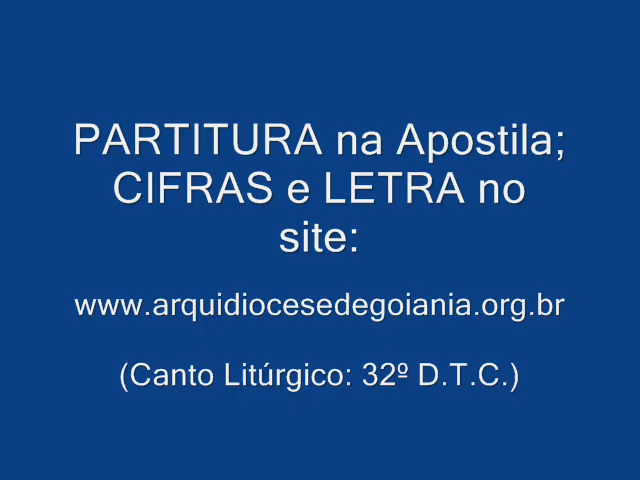 PARTITURA na Apostila;
CIFRAS e LETRA no
site:
www.arquidiocesedegoiania.org.br
(Canto Litúrgico: 32º D.T.C.)